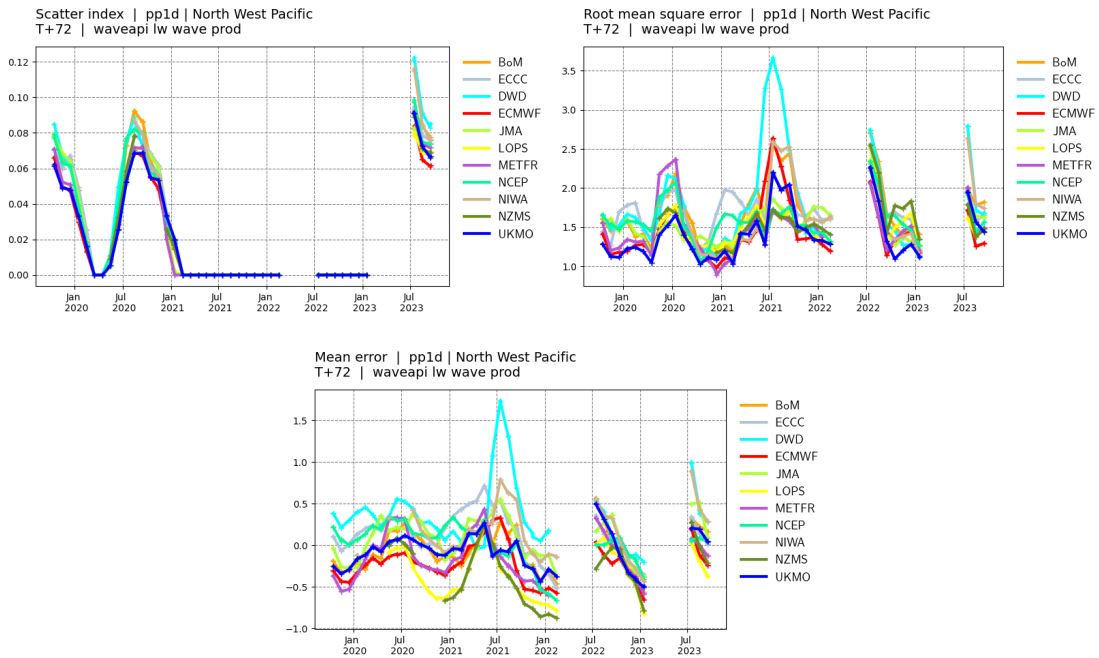 Scatter index | pp1d | North West Pacific
T+72 | waveapi lw wave prod
0.12
0.10
0.08
0.06
0.04
0.02
0.00
Jan
2020
Jul
2020
Jan
2021
Jul
2021
Jan
2022
Jul
2022
Jan
2023
Jul
2023
BoM
ECCC
DWD
ECMWF
JMA
LOPS
METFR
NCEP
NIWA
NZMS
UKMO
Root mean square error | pp1d | North West Pacific
T+72 | waveapi lw wave prod
3.5
3.0
2.5
2.0
1.5
1.0
Jan
2020
Jul
2020
Jan
2021
Jul
2021
Jan
2022
Jul
2022
Jan
2023
Jul
2023
BoM
ECCC
DWD
ECMWF
JMA
LOPS
METFR
NCEP
NIWA
NZMS
UKMO
Mean error | pp1d | North West Pacific
T+72 | waveapi lw wave prod
1.5
1.0
0.5
0.0
−0.5
−1.0
Jan
2020
Jul
2020
Jan
2021
Jul
2021
Jan
2022
Jul
2022
Jan
2023
Jul
2023
BoM
ECCC
DWD
ECMWF
JMA
LOPS
METFR
NCEP
NIWA
NZMS
UKMO